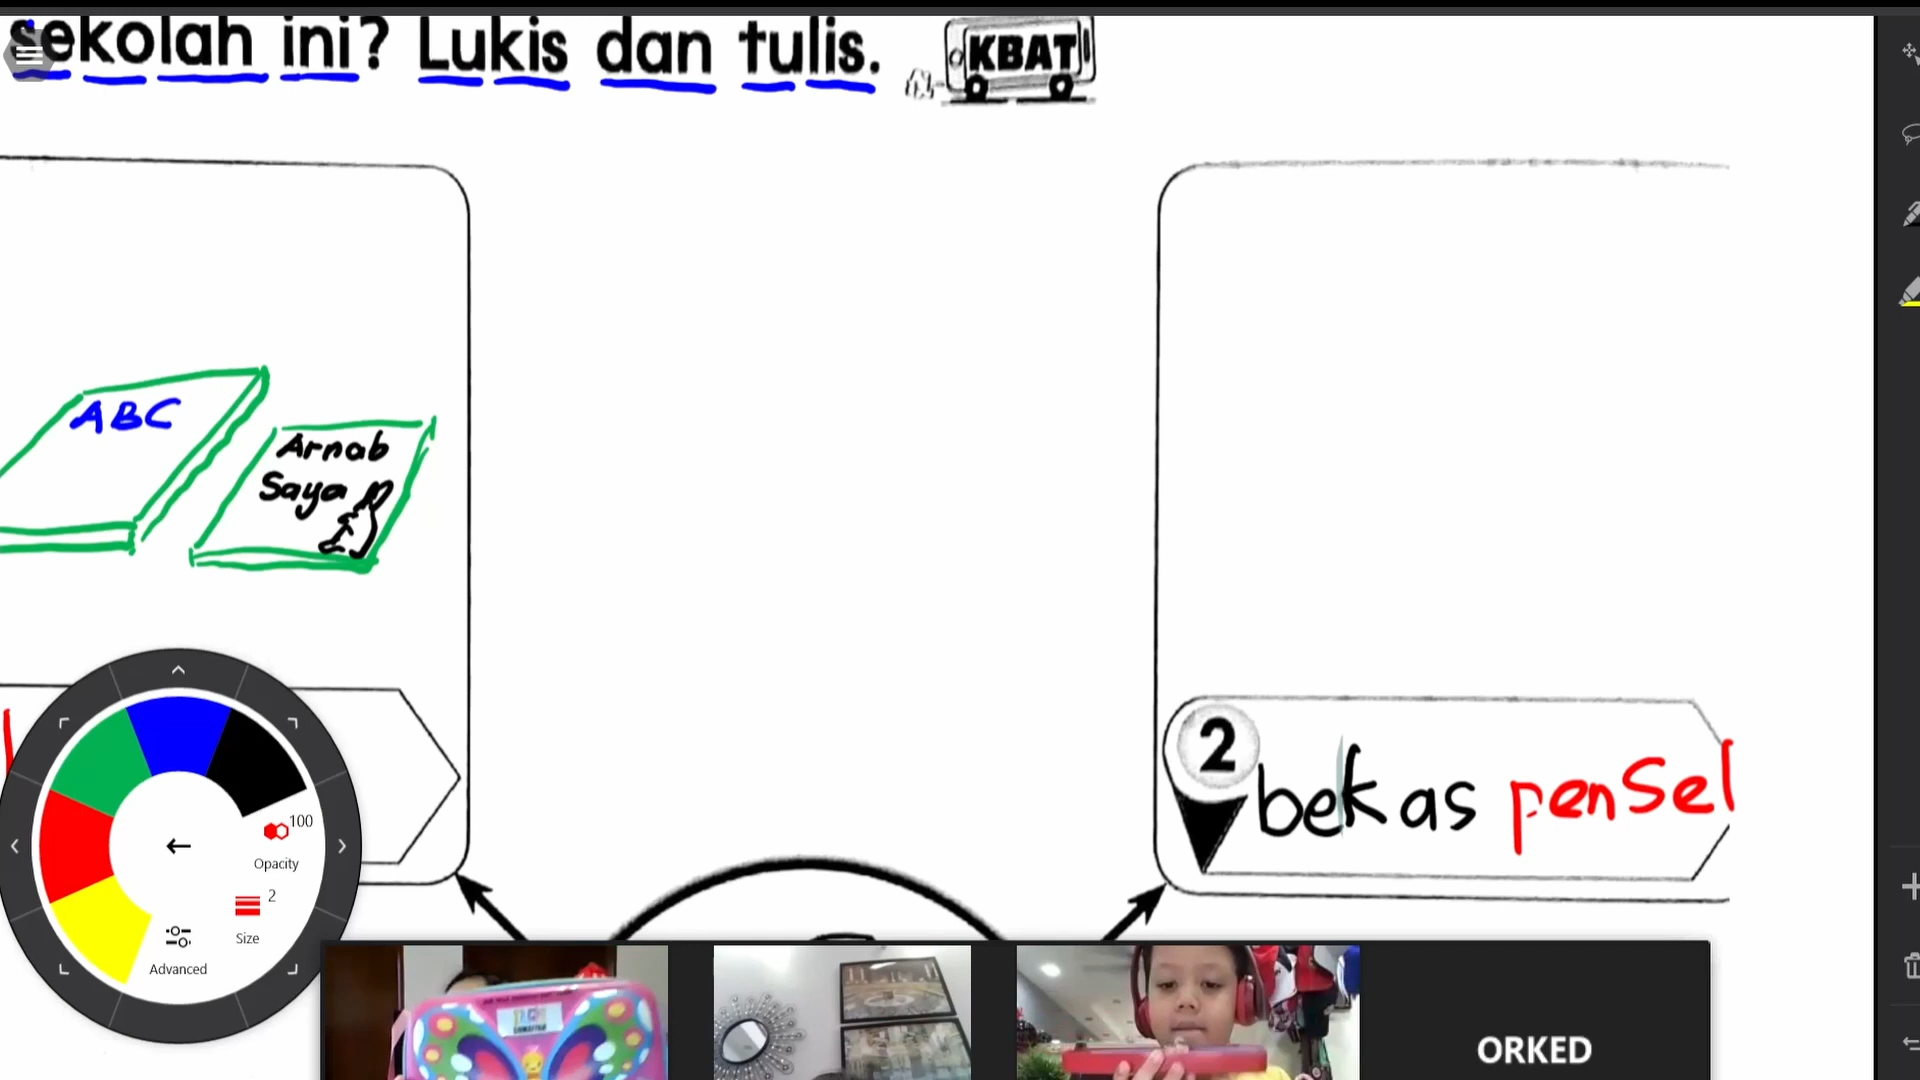 sekolah ini? Lukis dan tulis.
KBAT
ABC
Arnab
Saya
2
bekas pensel
100
Opacity
2
Size
Advanced
ORKED